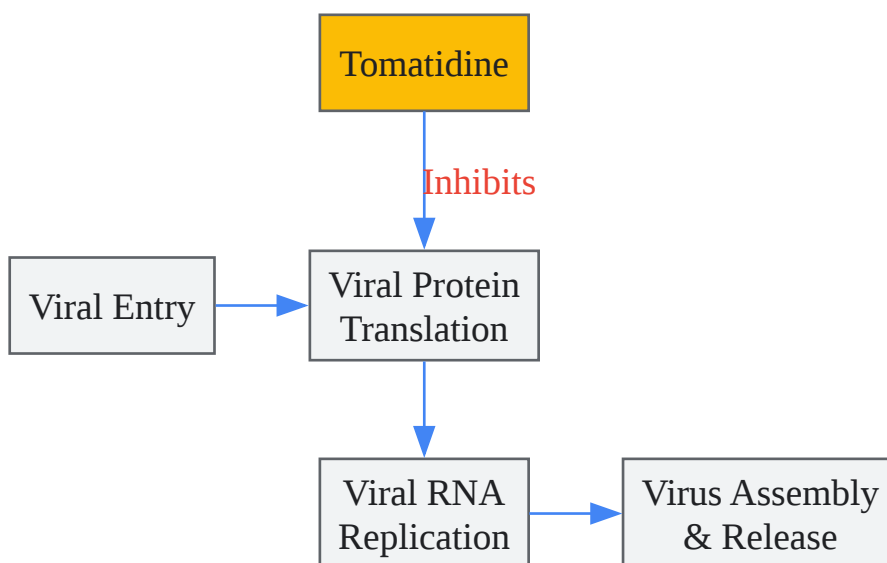 Tomatidine
Inhibits
Viral Entry
Viral Protein
Translation
Viral RNA
Replication
Virus Assembly
& Release